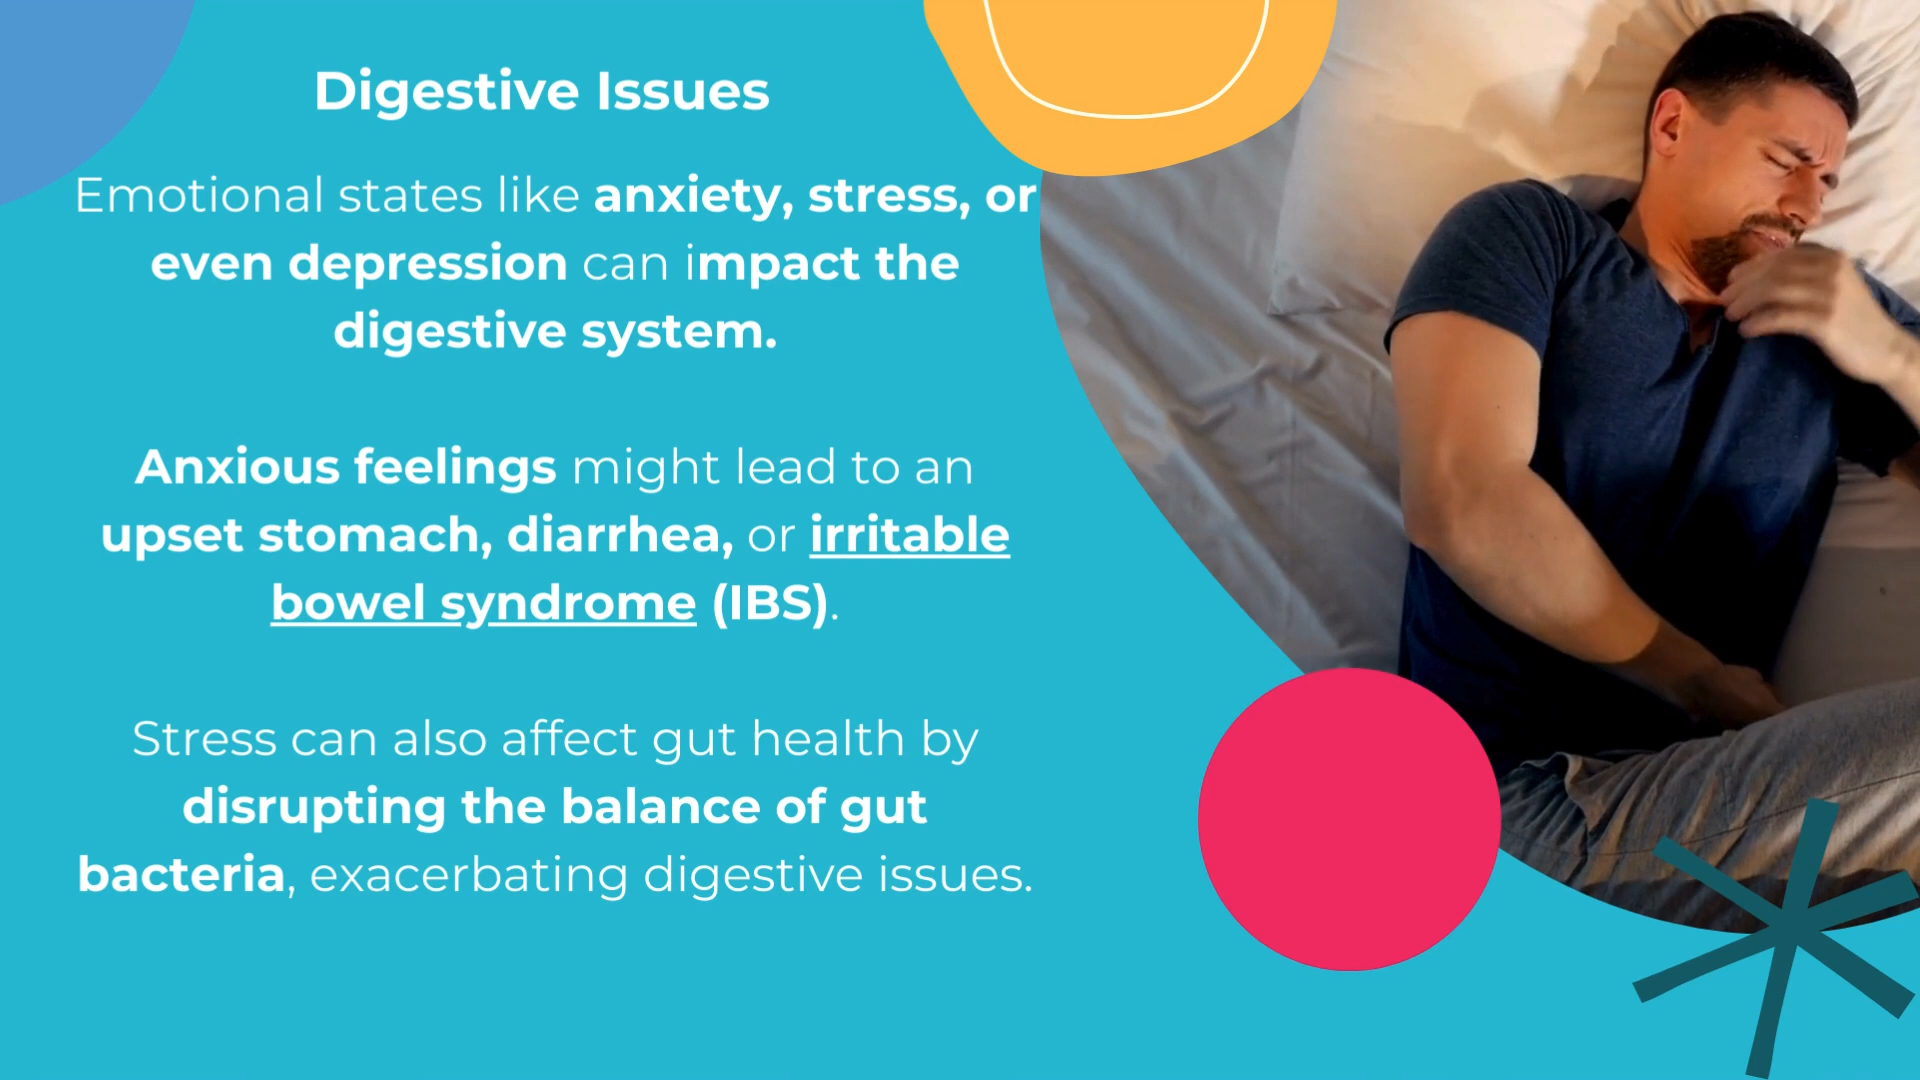 Digestive Issues
Emotional states like anxiety, stress, or
even depression can impact the
digestive system.
Anxious feelings might lead to an
upset stomach, diarrhea, or irritable
bowel syndrome (IBS).
Stress can also affect gut health by
disrupting the balance of gut
bacteria, exacerbating digestive issues.